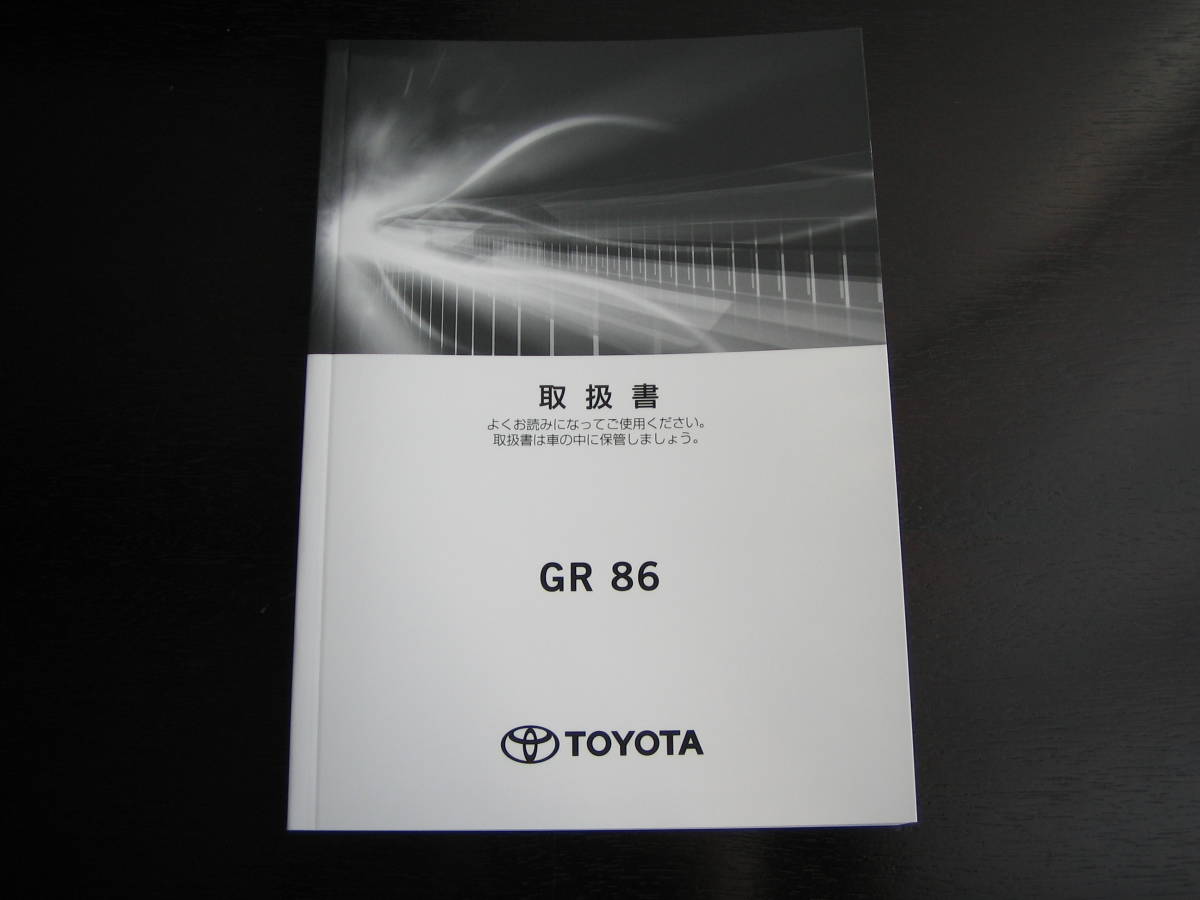 取扱書
よくお読みになってご使用ください。
取扱書は車の中に保管しましょう。
GR 86
TOYOTA